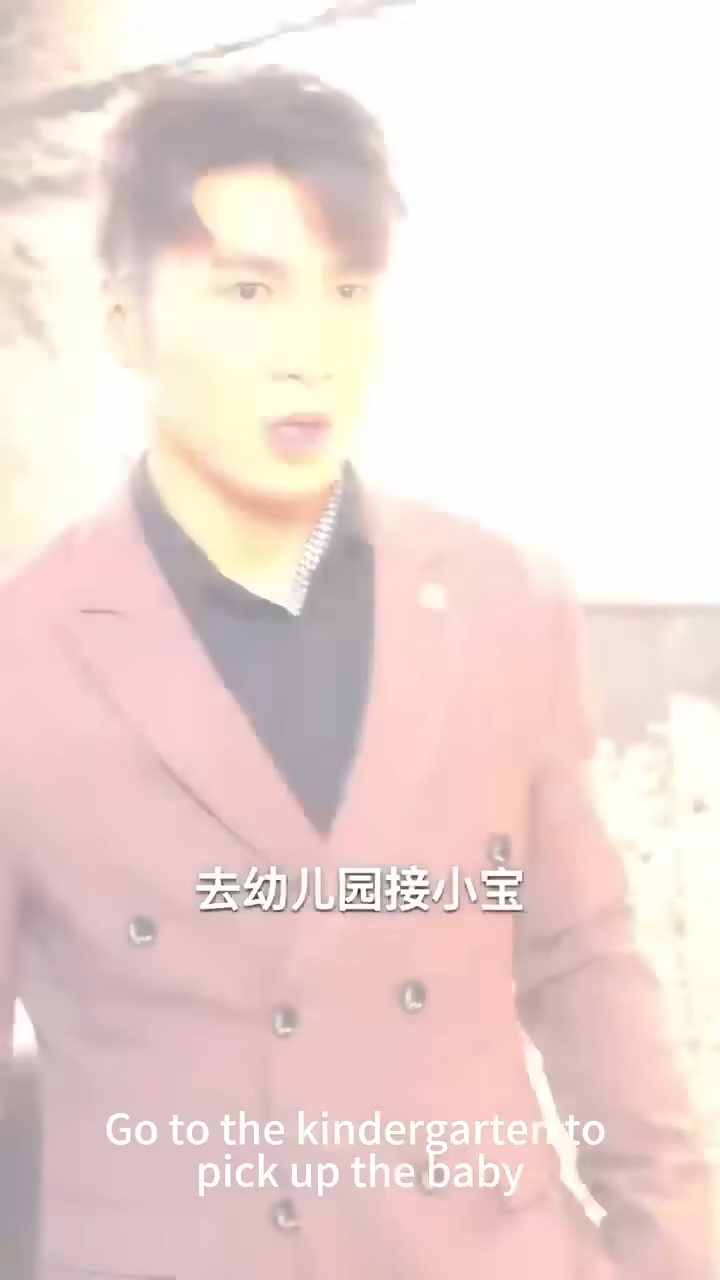 去幼儿园接小宝
Go to the kindergarten to
pick up the baby